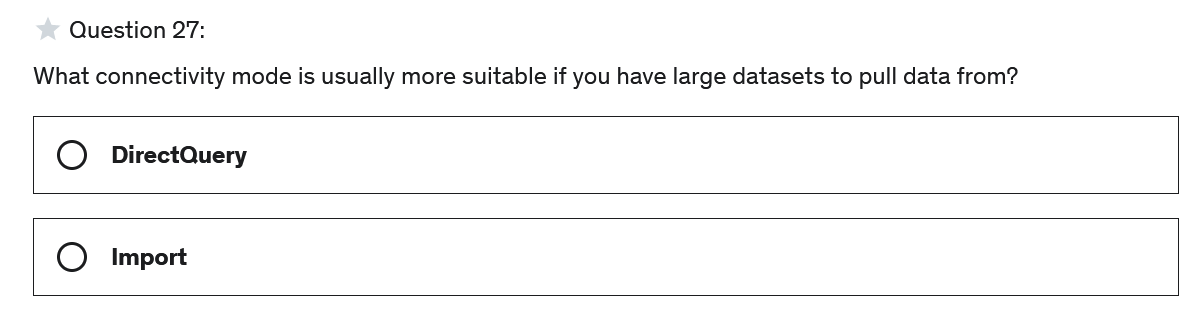 Question 27:
What connectivity mode is usually more suitable if you have large datasets to pull data from?
DirectQuery
Import